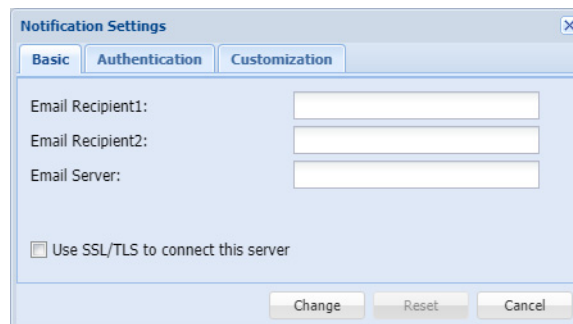 Notification Settings
Basic Authentication Customization
Email Recipient1:
Email Recipient2:
Email Server:
Use SSL/TLS to connect this server
Change Reset Cancel